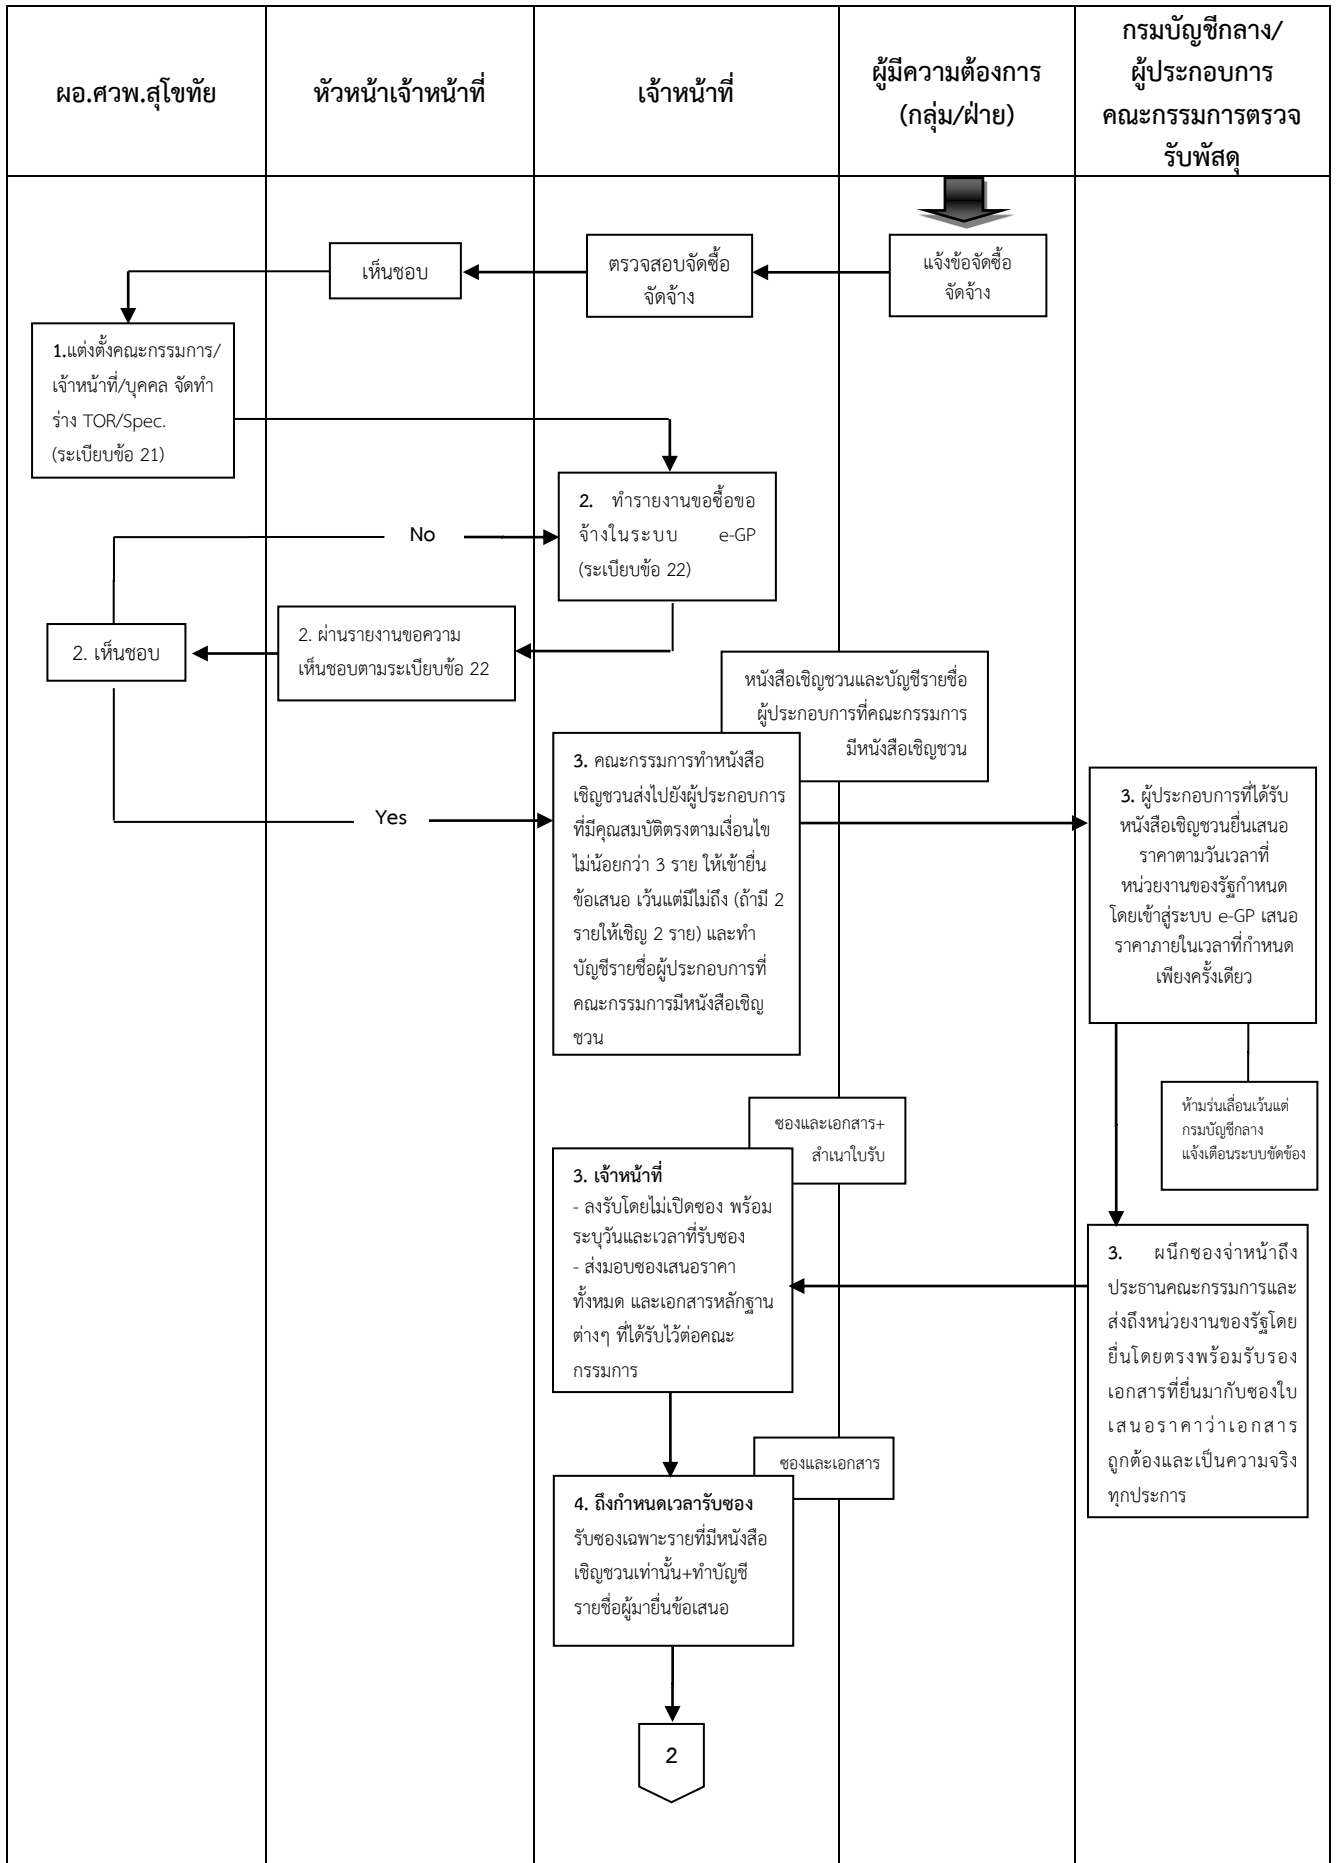 ผอ.ศวพ.สุโขทัย
หัวหน้าเจ้าหน้าที่
เจ้าหน้าที่
ผู้มีความต้องการ
(กลุ่ม/ฝ่าย)
กรมบัญชีกลาง/
ผู้ประกอบการ
คณะกรรมการตรวจ
รับพัสดุ
เห็นชอบ
ตรวจสอบจัดซื้อ
จัดจ้าง
แจ้งข้อจัดซื้อ
จัดจ้าง
1.แต่งตั้งคณะกรรมการ/
เจ้าหน้าที่/บุคคล จัดทำ
ร่าง TOR/Spec.
(ระเบียบข้อ 21)
2. ทำรายงานขอซื้อขอ
จ้างในระบบ e-GP
(ระเบียบข้อ 22)
No
2. เห็นชอบ
2. ผ่านรายงานขอความ
เห็นชอบตามระเบียบข้อ 22
หนังสือเชิญชวนและบัญชีรายชื่อ
ผู้ประกอบการที่คณะกรรมการ
มีหนังสือเชิญชวน
Yes
3. คณะกรรมการทำหนังสือ
เชิญชวนส่งไปยังผู้ประกอบการ
ที่มีคุณสมบัติตรงตามเงื่อนไข
ไม่น้อยกว่า 3 ราย ให้เข้ายื่น
ข้อเสนอ เว้นแต่มีไม่ถึง (ถ้ามี 2
รายให้เชิญ 2 ราย) และทำ
บัญชีรายชื่อผู้ประกอบการที่
คณะกรรมการมีหนังสือเชิญ
ชวน
3. ผู้ประกอบการที่ได้รับ
หนังสือเชิญชวนยื่นเสนอ
ราคาตามวันเวลาที่
หน่วยงานของรัฐกำหนด
โดยเข้าสู่ระบบ e-GP เสนอ
ราคาภายในเวลาที่กำหนด
เพียงครั้งเดียว
ห้ามร่นเลื่อนเว้นแต่
กรมบัญชีกลาง
แจ้งเตือนระบบขัดข้อง
ซองและเอกสาร+
สำเนาใบรับ
3. เจ้าหน้าที่
- ลงรับโดยไม่เปิดซอง พร้อม
ระบุวันและเวลาที่รับซอง
- ส่งมอบซองเสนอราคา
ทั้งหมด และเอกสารหลักฐาน
ต่างๆ ที่ได้รับไว้ต่อคณะ
กรรมการ
3. ผนึกซองจ่าหน้าถึง
ประธานคณะกรรมการและ
ส่งถึงหน่วยงานของรัฐโดย
ยื่นโดยตรงพร้อมรับรอง
เอกสารที่ยื่นมากับซองใบ
เสนอราคาว่าเอกสาร
ถูกต้องและเป็นความจริง
ทุกประการ
ซองและเอกสาร
4. ถึงกำหนดเวลารับซอง
รับซองเฉพาะรายที่มีหนังสือ
เชิญชวนเท่านั้น+ทำบัญชี
รายชื่อผู้มายื่นข้อเสนอ
2